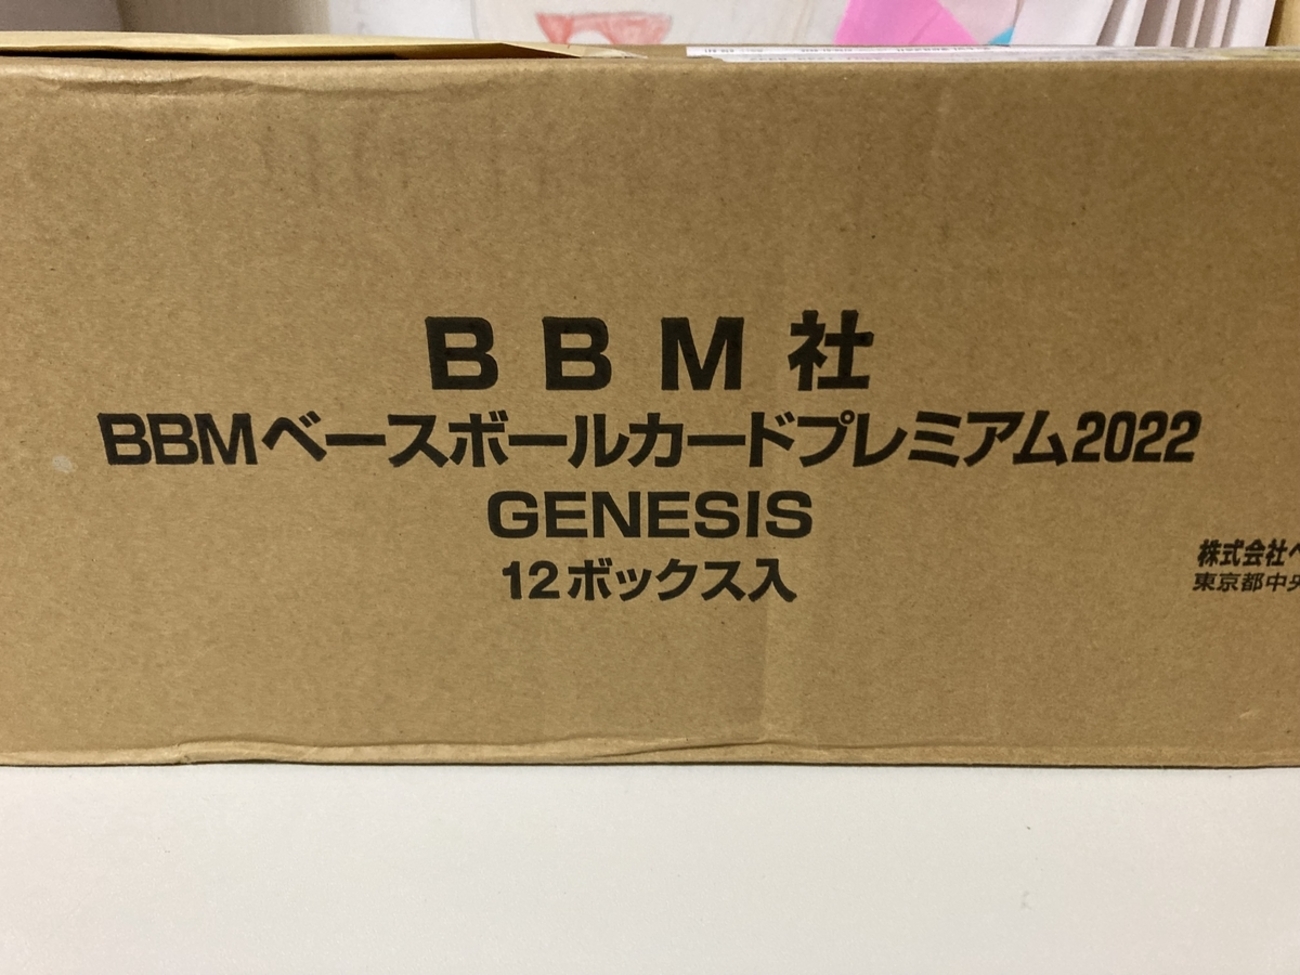 BBM社
BBMベースボールカードプレミアム2022
GENESIS
12ボックス入
株式会社ベ
東京都中央